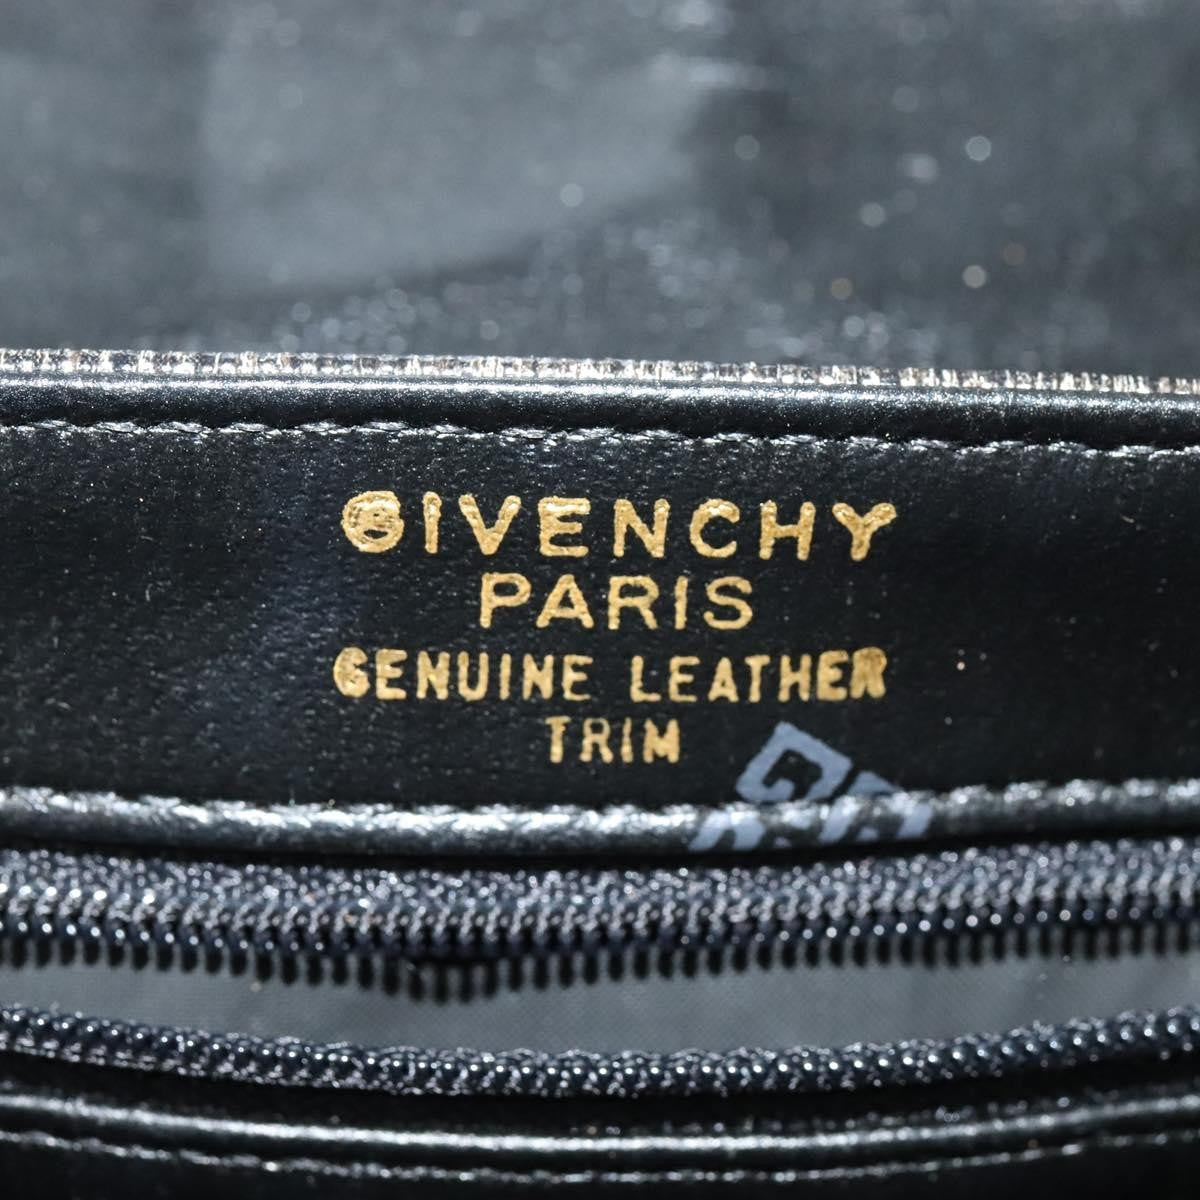 GIVENCHY
PARIS
GENUINE LEATHER
TRIM